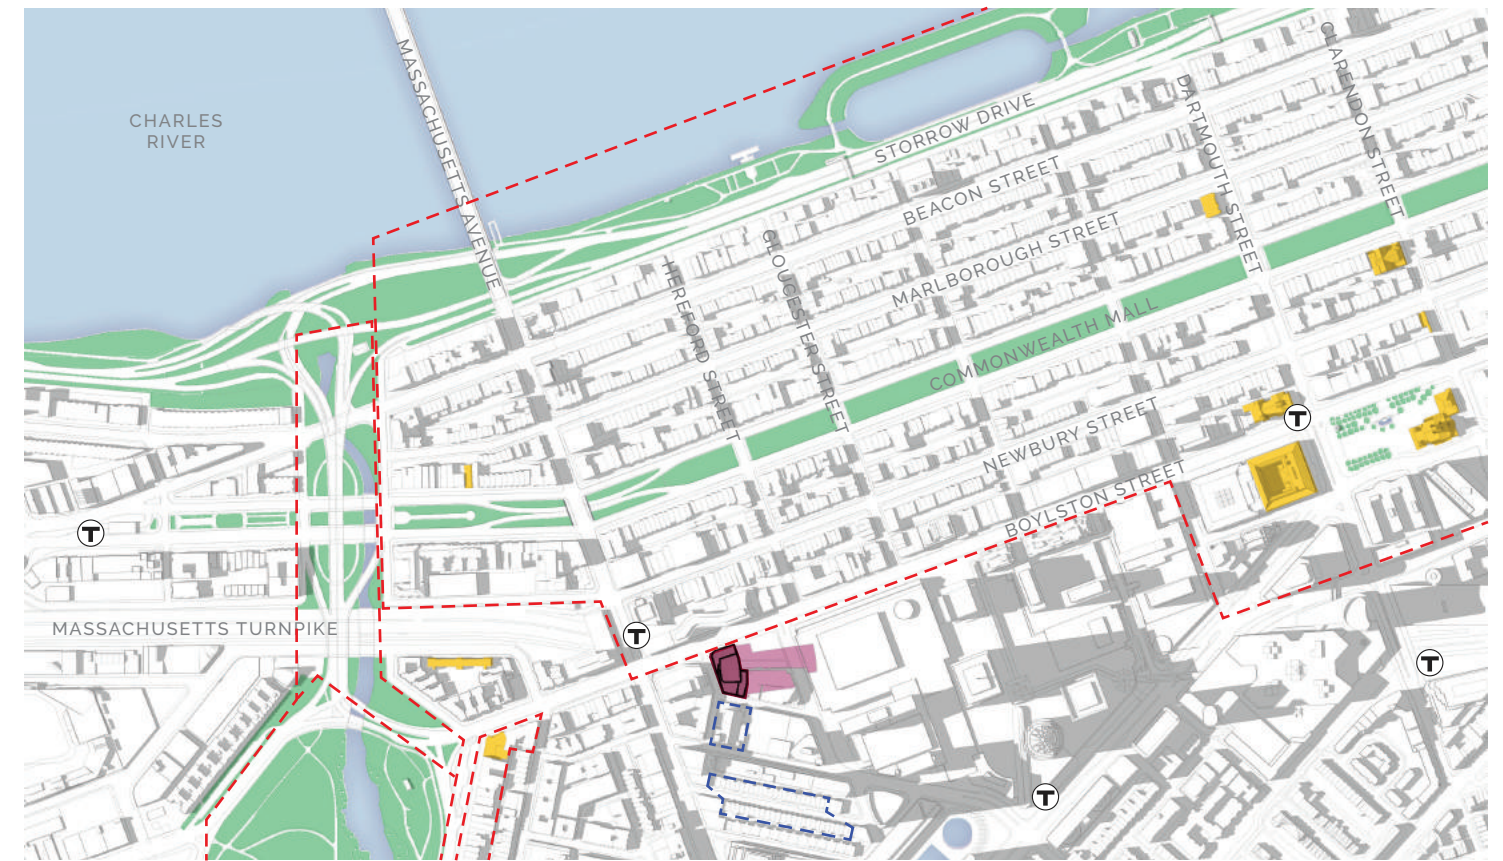 CHARLES
RIVER
MASSACHUSETTS AVENUE
STORROW DRIVE
DARTMOUTH STREET
CLARENDON STREET
BEACON STREET
MARLBOROUGH STREET
HEREFORD STREET
GLOUCESTER STREET
COMMONWEALTH MALL
NEWBURY STREET
BOYLSTON STREET
T
T
MASSACHUSETTS TURNPIKE
T
T
T